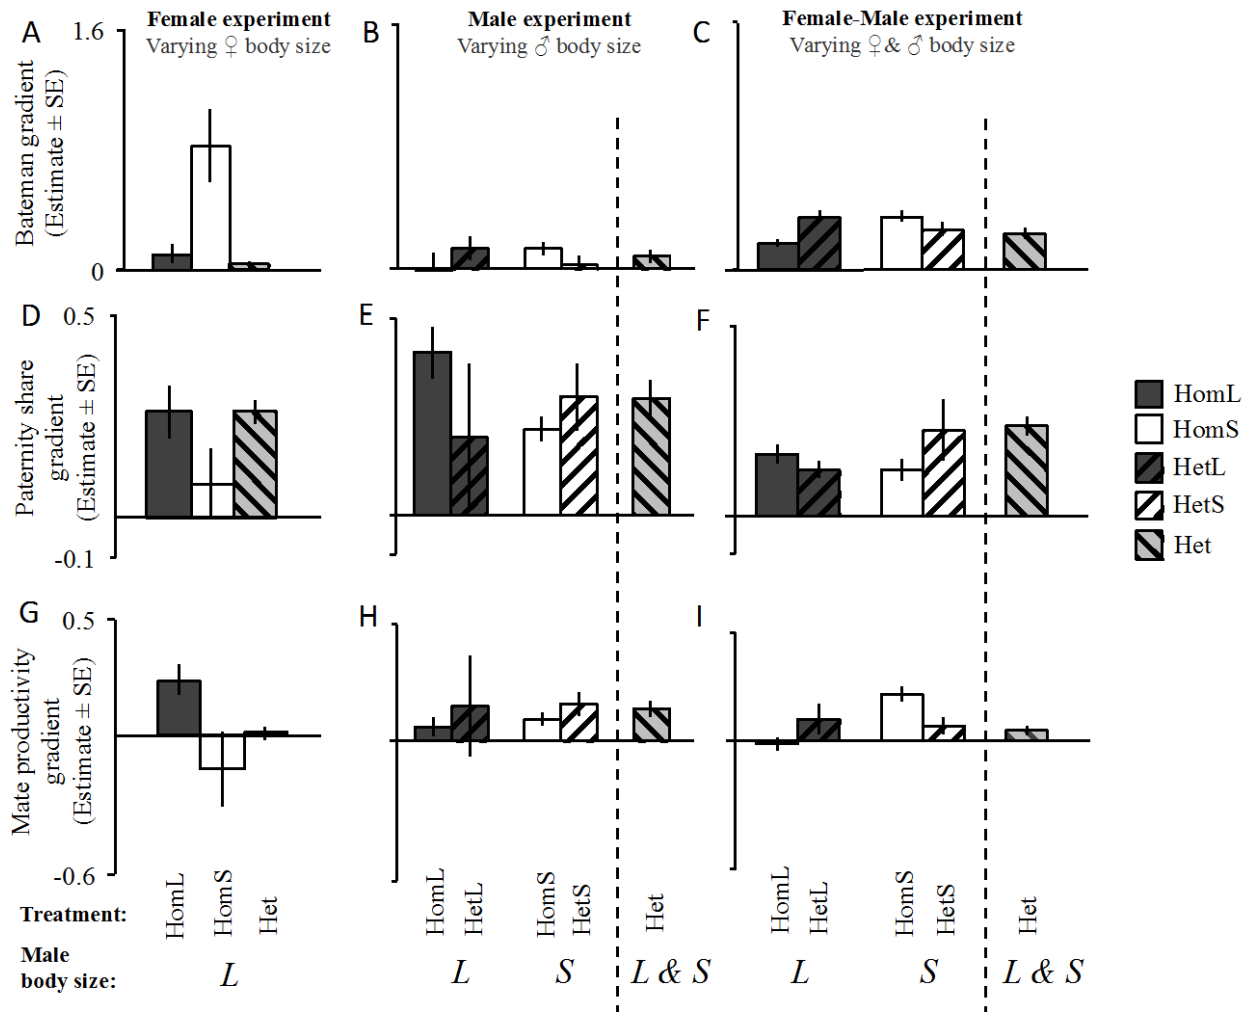 A
Female experiment
Varying ♀ body size
B
Male experiment
Varying ♂ body size
C
Female-Male experiment
Varying ♀& ♂ body size
1.6
Bateman gradient
(Estimate ± SE)
0
D
0.5
Paternity share
gradient
(Estimate ± SE)
-0.1
E
F
HomL
HomS
HetL
HetS
Het
G
0.5
Mate productivity
gradient
(Estimate ± SE)
-0.6
H
I
Treatment:
HomL
HomS
Het
HomL
HetL
HomS
HetS
Het
HomL
HetL
HomS
HetS
Het
Male
body size:
L
L
S
L & S
L
S
L & S